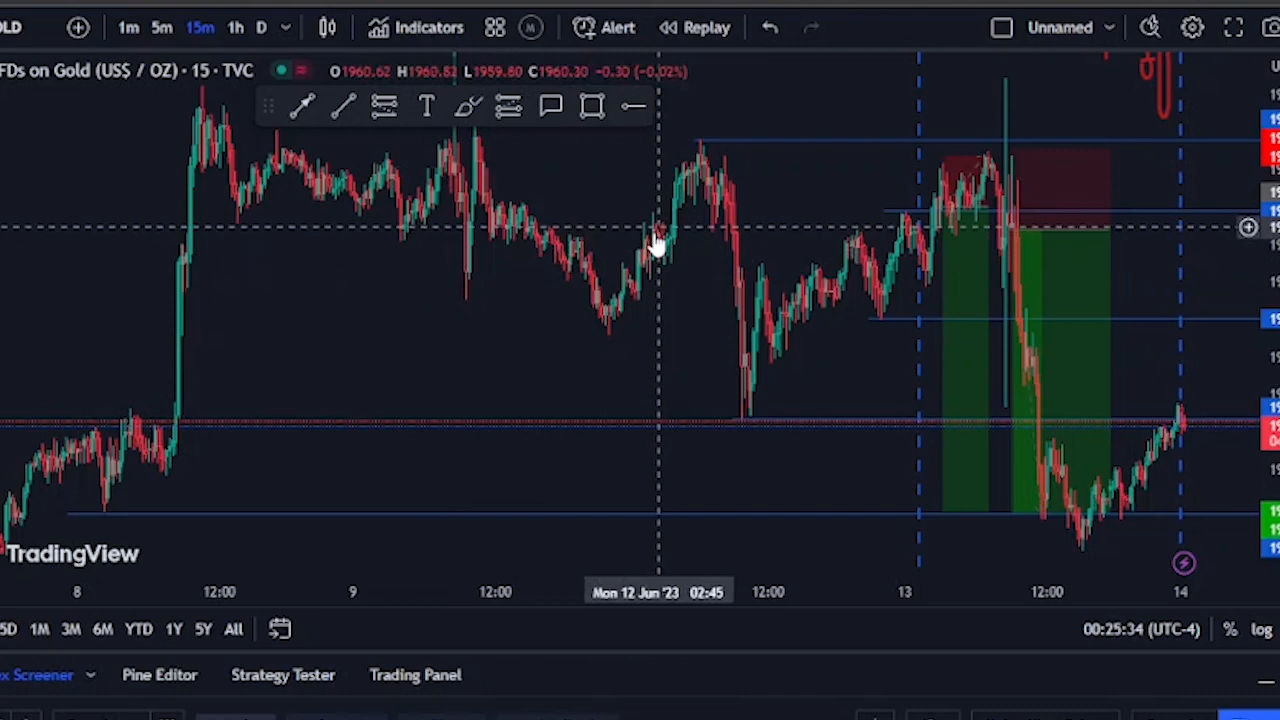 OLD 1m 5m 15m 1h D Indicators M Alert Replay Unnamed
FDs on Gold (US$ / OZ) · 15 · TVC O1960.62 H1960.82 L1959.80 C1960.30 -0.30 (-0.02%)
T
TradingView
8 12:00 9 12:00 Mon 12 Jun '23 02:45 12:00 13 12:00 14
5D 1M 3M 6M YTD 1Y 5Y All 00:25:34 (UTC-4) % log
x Screener Pine Editor Strategy Tester Trading Panel